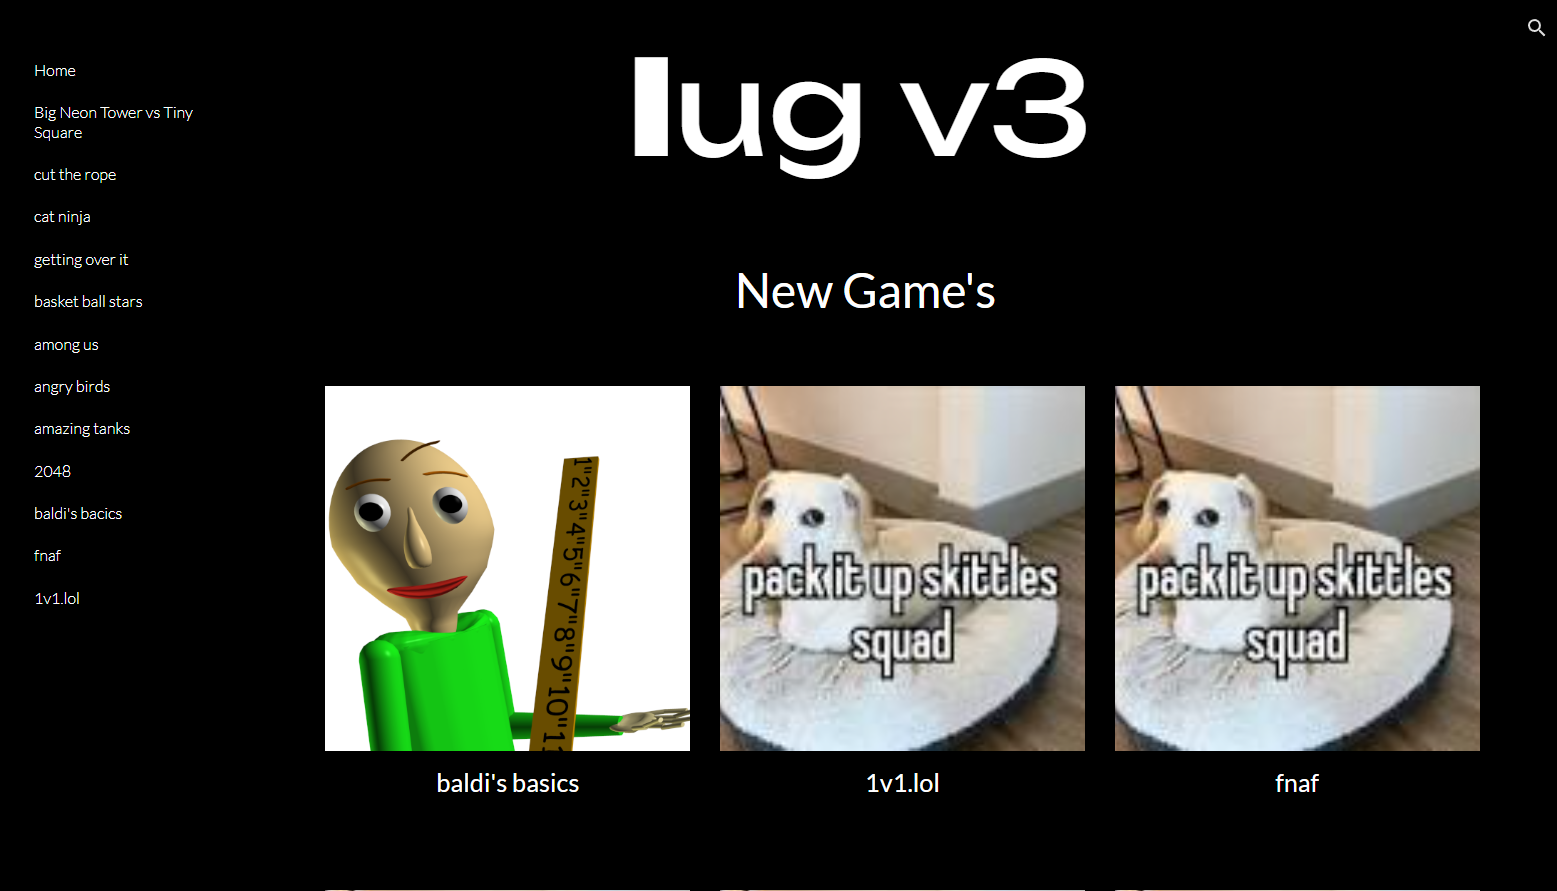 lug v3
Home
Big Neon Tower vs Tiny
Square
cut the rope
cat ninja
getting over it
basket ball stars
among us
angry birds
amazing tanks
2048
baldi's bacics
fnaf
1v1.lol
New Game's
1"2"3"4"5"6"7"8"9"10"1
pack it up skittles
squad
pack it up skittles
squad
baldi's basics
1v1.lol
fnaf